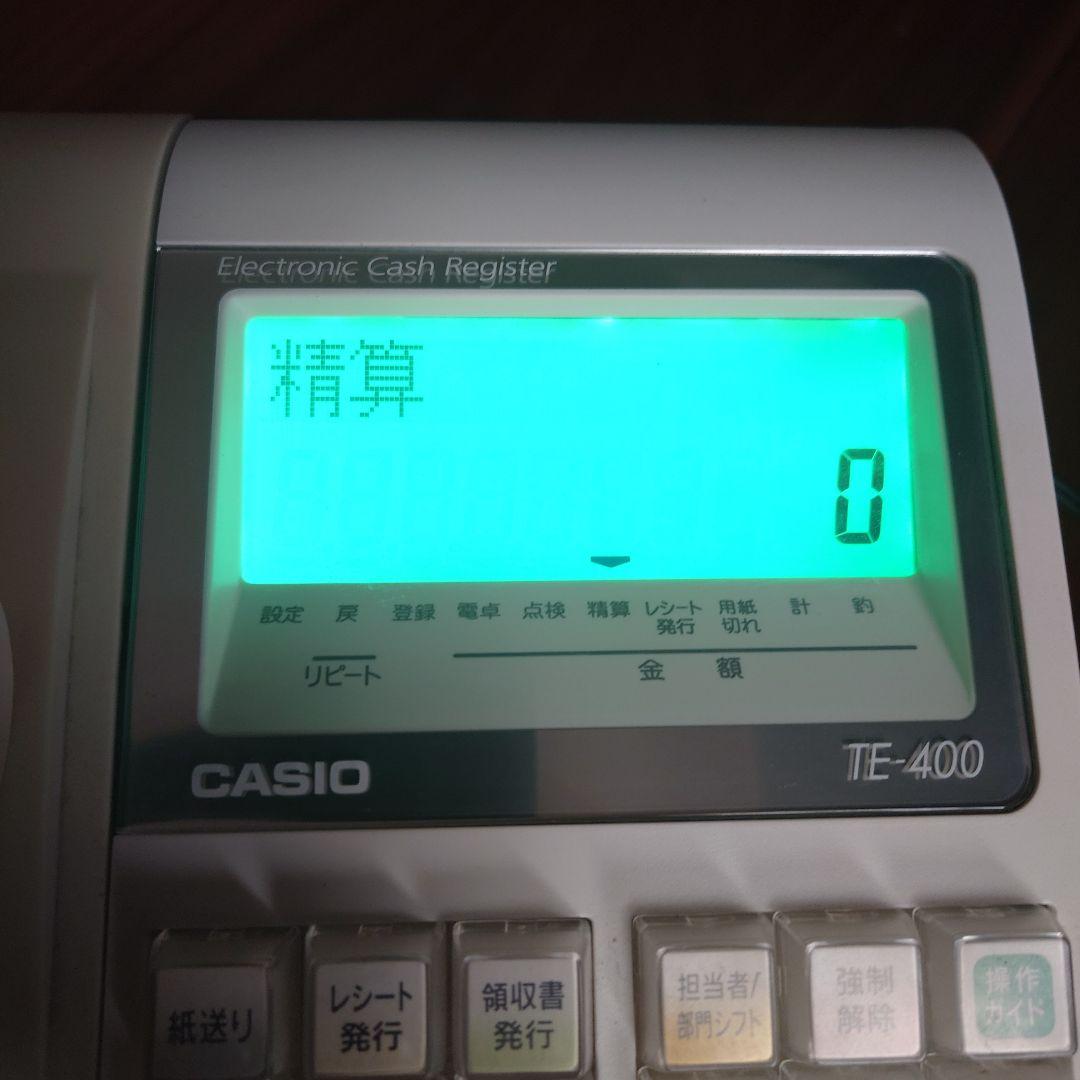 Electronic Cash Register
精算
0
設定 戻 登録 電卓 点検 精算 レシート発行 用紙切れ 計 釣
リピート 金額
CASIO TE-400
紙送り レシート発行 領収書発行 担当者/部門シフト 強制解除 操作ガイド